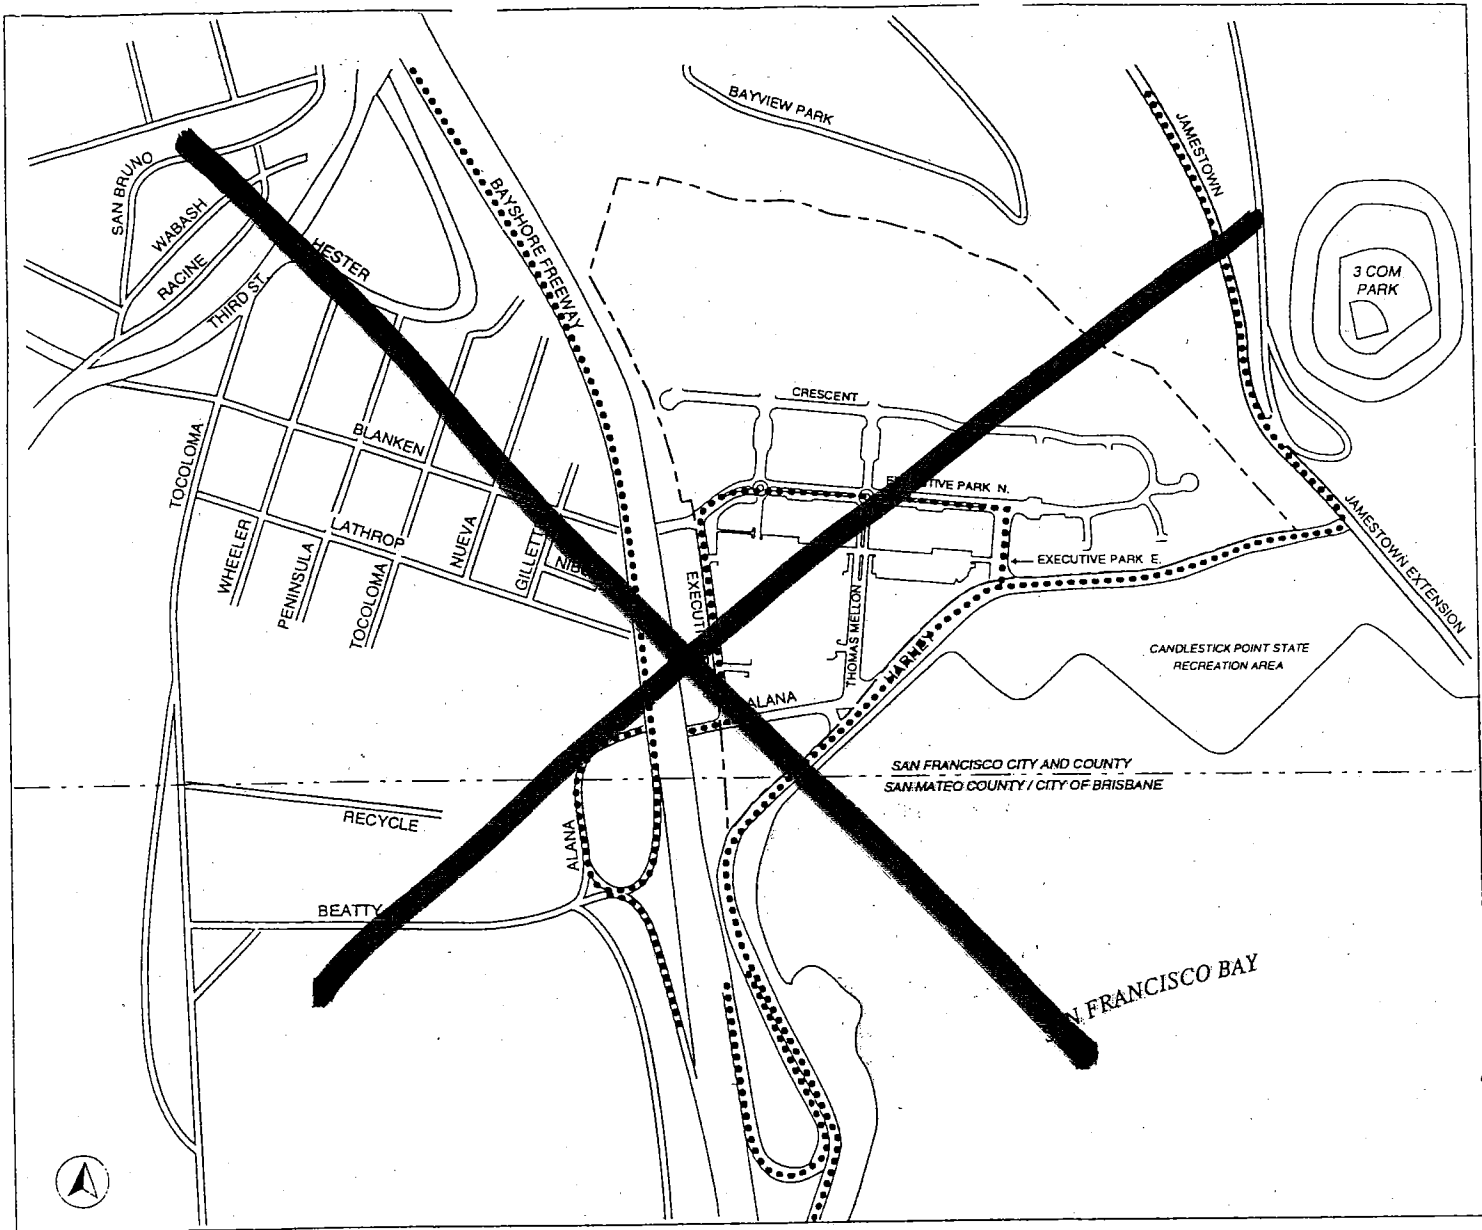 BAYVIEW PARK
JAMESTOWN
SAN BRUNO
WABASH
RACINE
THIRD ST.
HESTER
BAYSHORE FREEWAY
3 COM
PARK
CRESCENT
BLANKEN
TOCOLOMA
EXECUTIVE PARK N.
LATHROP
WHEELER
PENINSULA
TOCOLOMA
NUEVA
EXECUTIVE PARK E.
JAMESTOWN EXTENSION
THOMAS MELLON
HARNEY
CANDLESTICK POINT STATE
RECREATION AREA
ALANA
SAN FRANCISCO CITY AND COUNTY
SAN MATEO COUNTY / CITY OF BRISBANE
RECYCLE
ALANA
BEATTY
FRANCISCO BAY